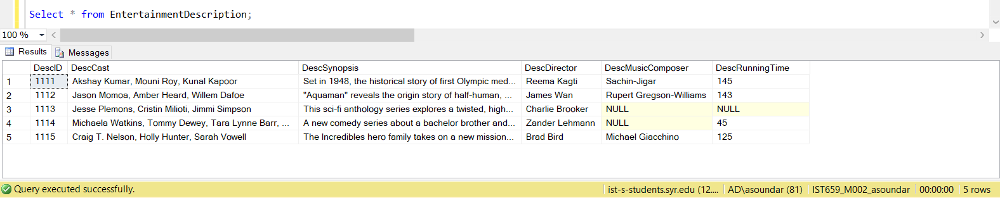 Select * from EntertainmentDescription;
100 %
Results Messages
DescID DescCast DescSynopsis DescDirector DescMusicComposer DescRunningTime
1 1111 Akshay Kumar, Mouni Roy, Kunal Kapoor Set in 1948, the historical story of first Olympic med... Reema Kagti Sachin-Jigar 145
2 1112 Jason Momoa, Amber Heard, Willem Dafoe "Aquaman" reveals the origin story of half-human, ... James Wan Rupert Gregson-Williams 143
3 1113 Jesse Plemons, Cristin Milioti, Jimmi Simpson This sci-fi anthology series explores a twisted, high... Charlie Brooker NULL NULL
4 1114 Michaela Watkins, Tommy Dewey, Tara Lynne Barr, ... A new comedy series about a bachelor brother and... Zander Lehmann NULL 45
5 1115 Craig T. Nelson, Holly Hunter, Sarah Vowell The Incredibles hero family takes on a new mission... Brad Bird Michael Giacchino 125
Query executed successfully. ist-s-students.syr.edu (12.... AD\asoundar (81) IST659_M002_asoundar 00:00:00 5 rows